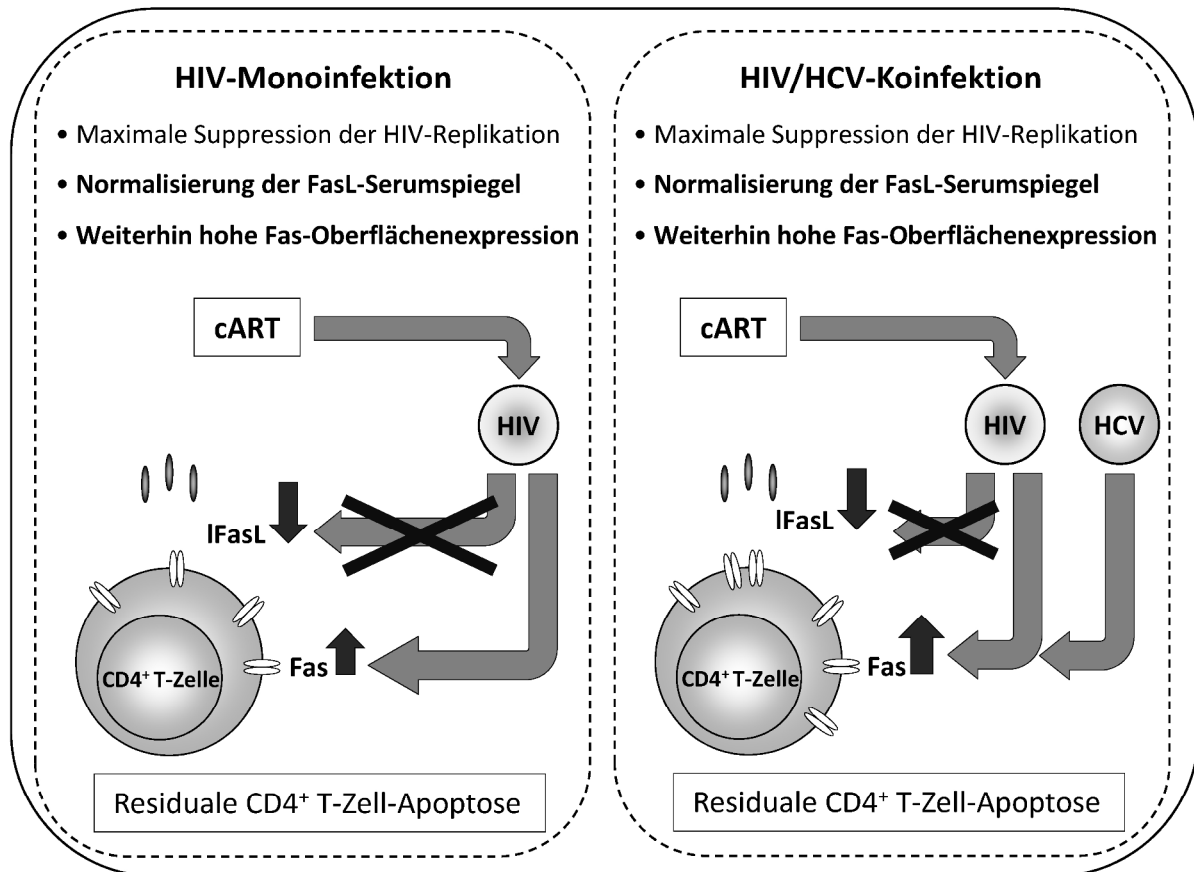 HIV-Monoinfektion
• Maximale Suppression der HIV-Replikation
• Normalisierung der FasL-Serumspiegel
• Weiterhin hohe Fas-Oberflächenexpression
cART
HIV
lFasL
Fas
CD4⁺ T-Zelle
Residuale CD4⁺ T-Zell-Apoptose
HIV/HCV-Koinfektion
• Maximale Suppression der HIV-Replikation
• Normalisierung der FasL-Serumspiegel
• Weiterhin hohe Fas-Oberflächenexpression
cART
HIV
HCV
lFasL
Fas
CD4⁺ T-Zelle
Residuale CD4⁺ T-Zell-Apoptose